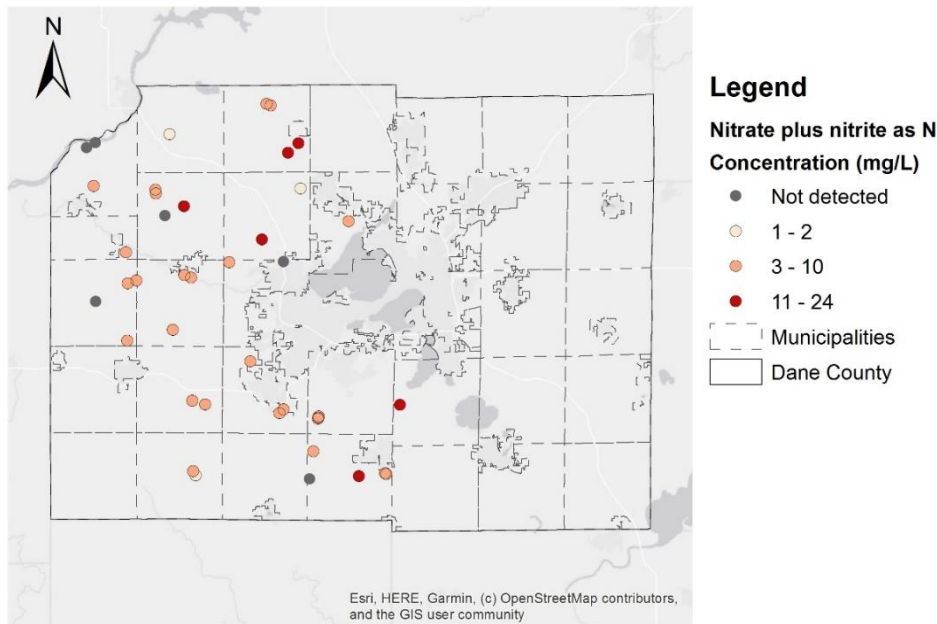 N
Legend
Nitrate plus nitrite as N
Concentration (mg/L)
Not detected
1 - 2
3 - 10
11 - 24
Municipalities
Dane County
Esri, HERE, Garmin, (c) OpenStreetMap contributors,
and the GIS user community